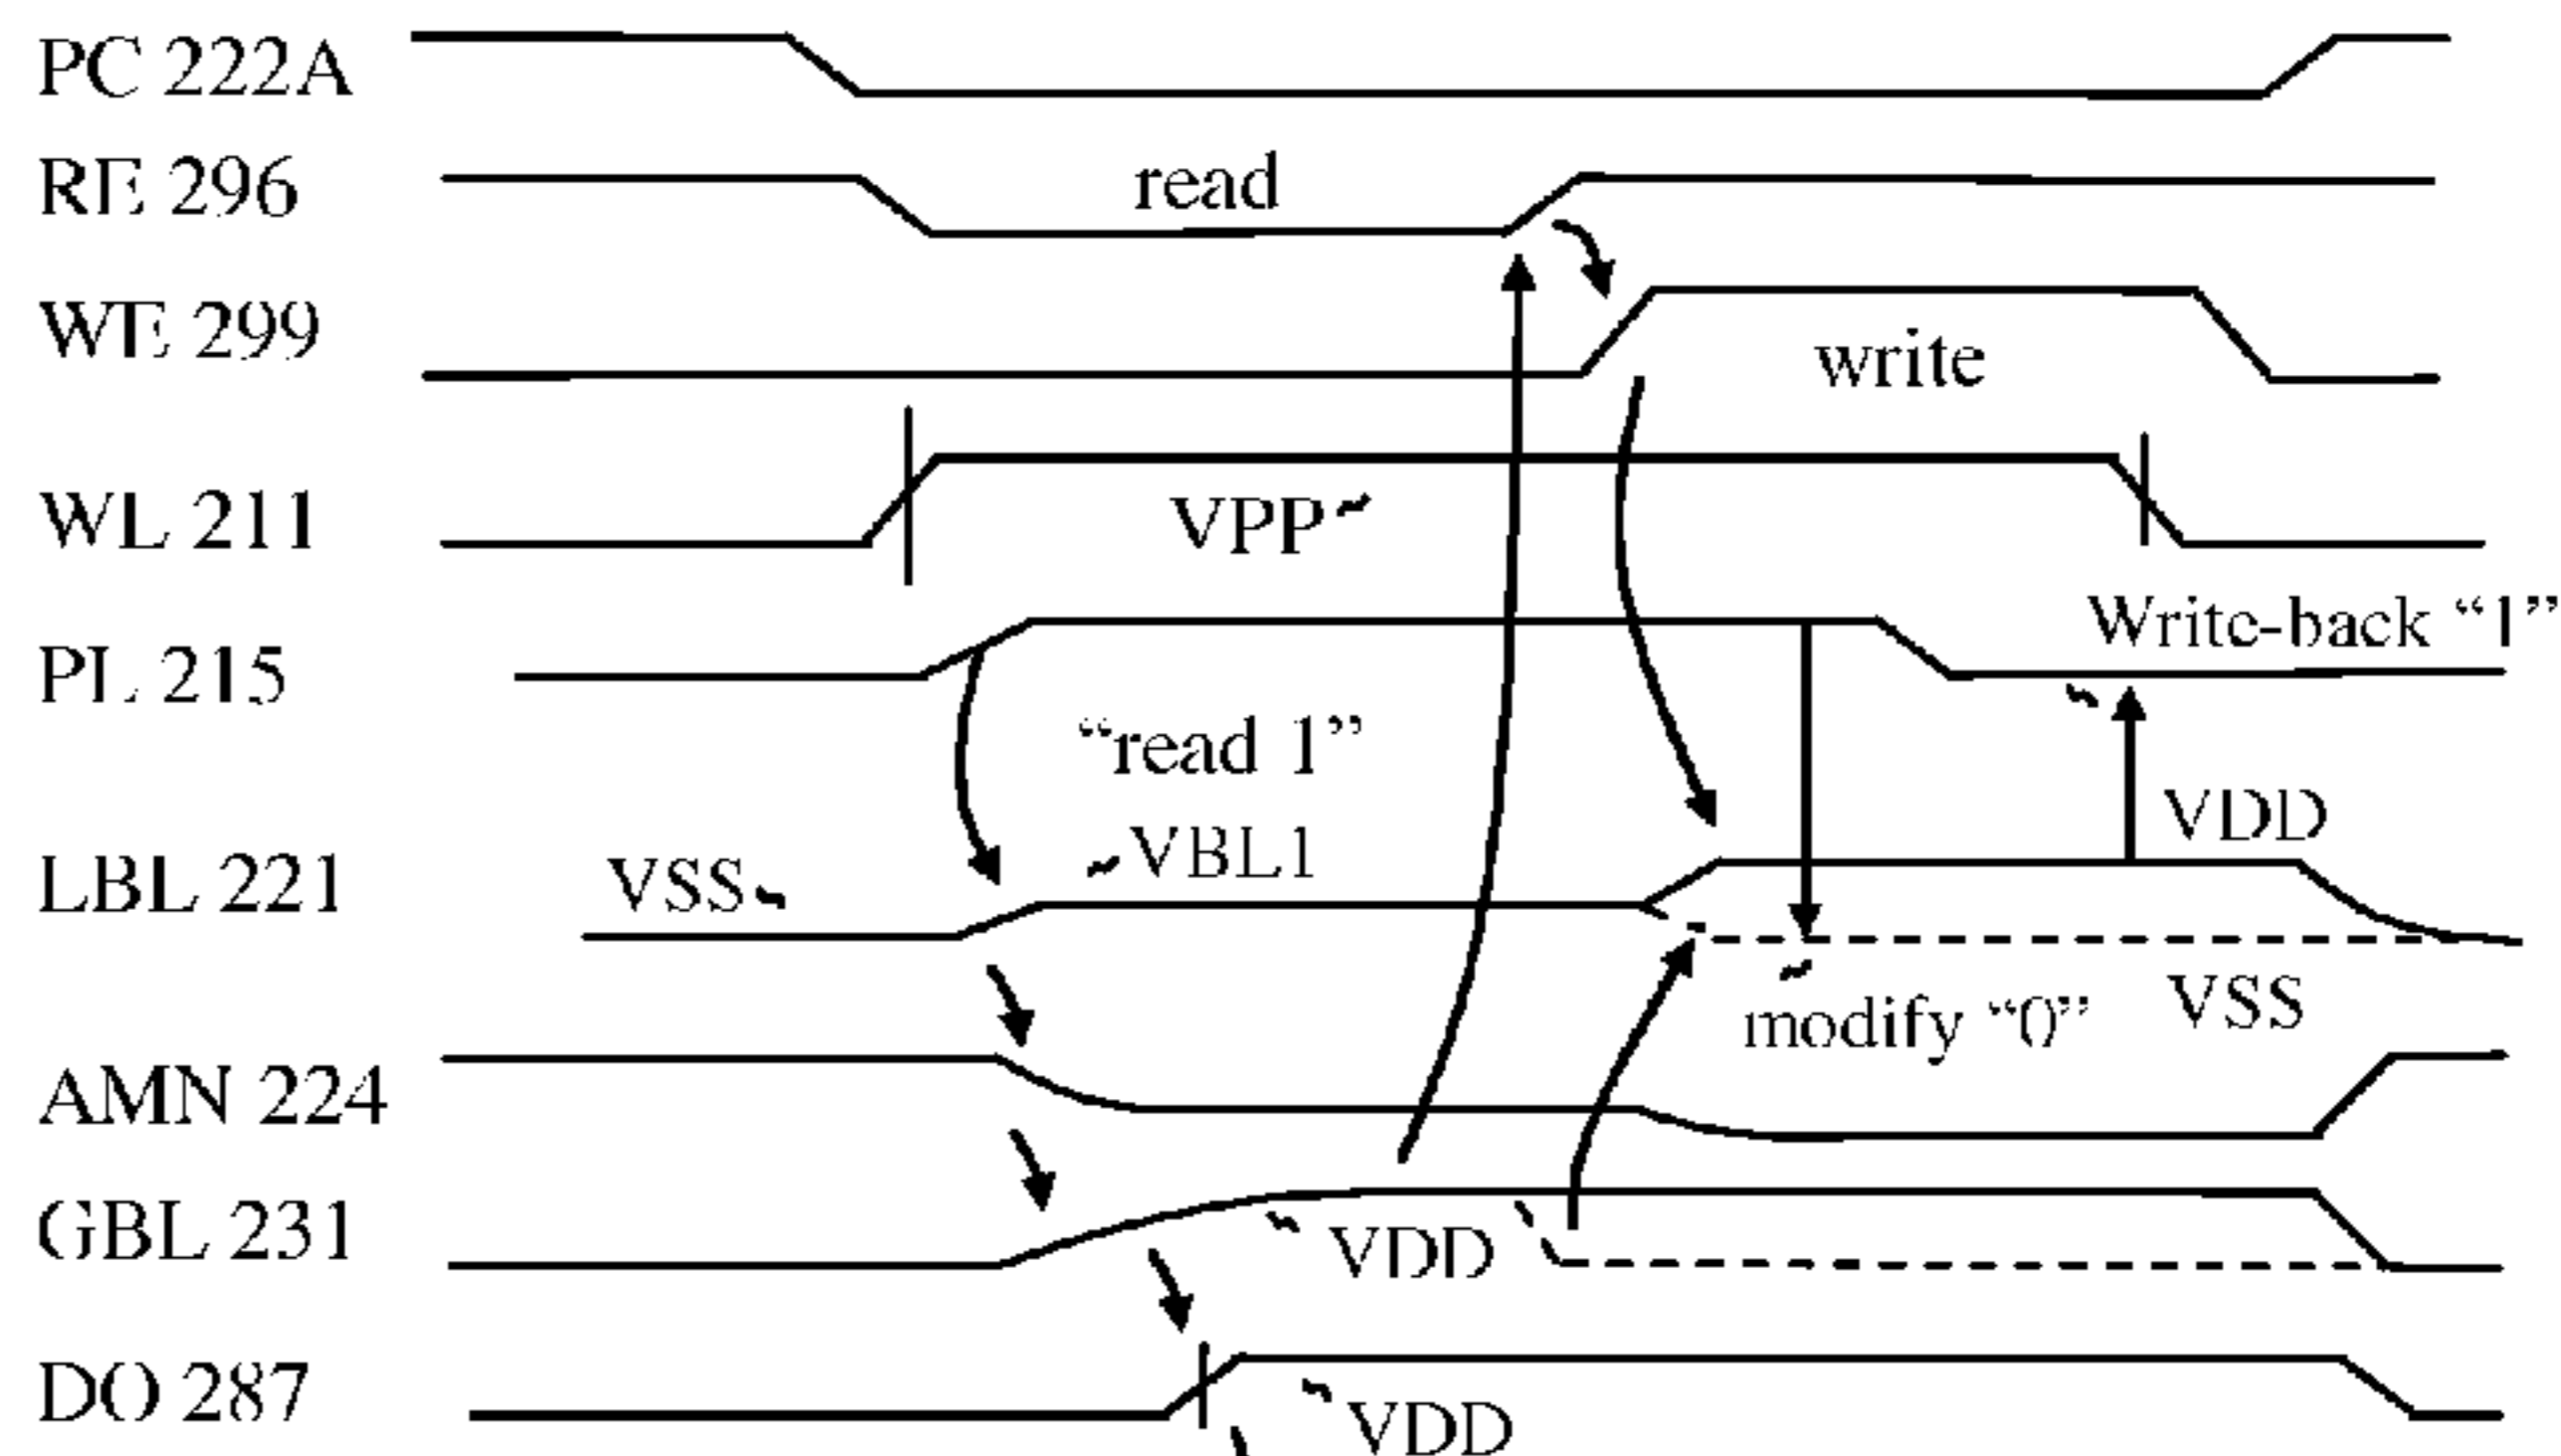 PC 222A
RE 296
read
WE 299
write
WL 211
VPP
PL 215
Write-back “1”
“read 1”
VDD
LBL 221
VSS
VBL1
modify “0”
VSS
AMN 224
GBL 231
VDD
DO 287
VDD